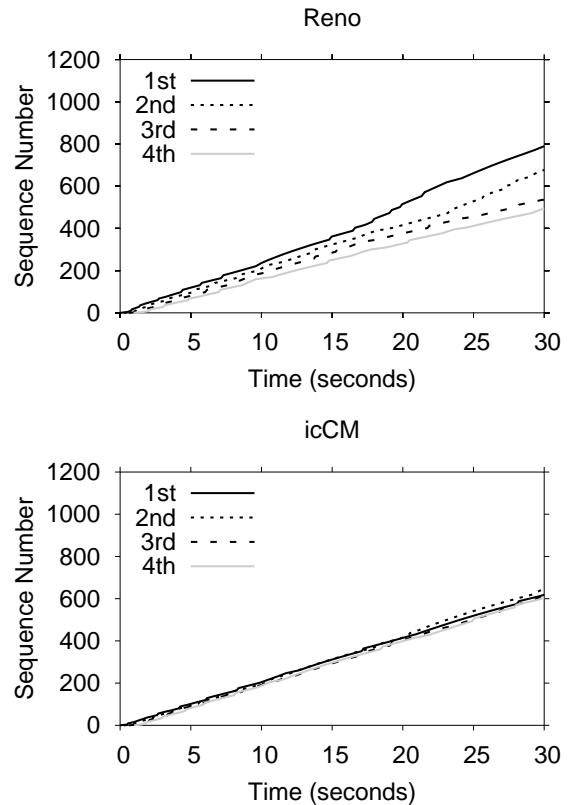 Reno
1200
1000
800
600
400
200
0
Sequence Number
1st
2nd
3rd
4th
0 5 10 15 20 25 30
Time (seconds)
icCM
1200
1000
800
600
400
200
0
Sequence Number
1st
2nd
3rd
4th
0 5 10 15 20 25 30
Time (seconds)